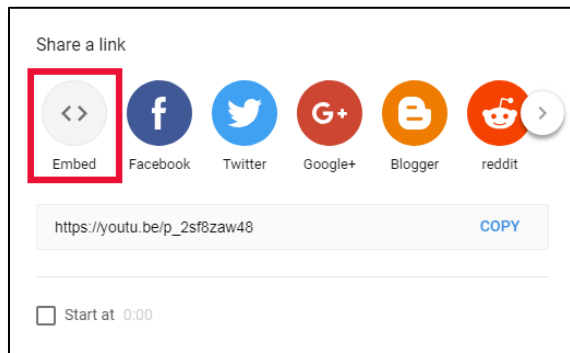 Share a link
Embed Facebook Twitter Google+ Blogger reddit
https://youtu.be/p_2sf8zaw48 COPY
Start at 0:00